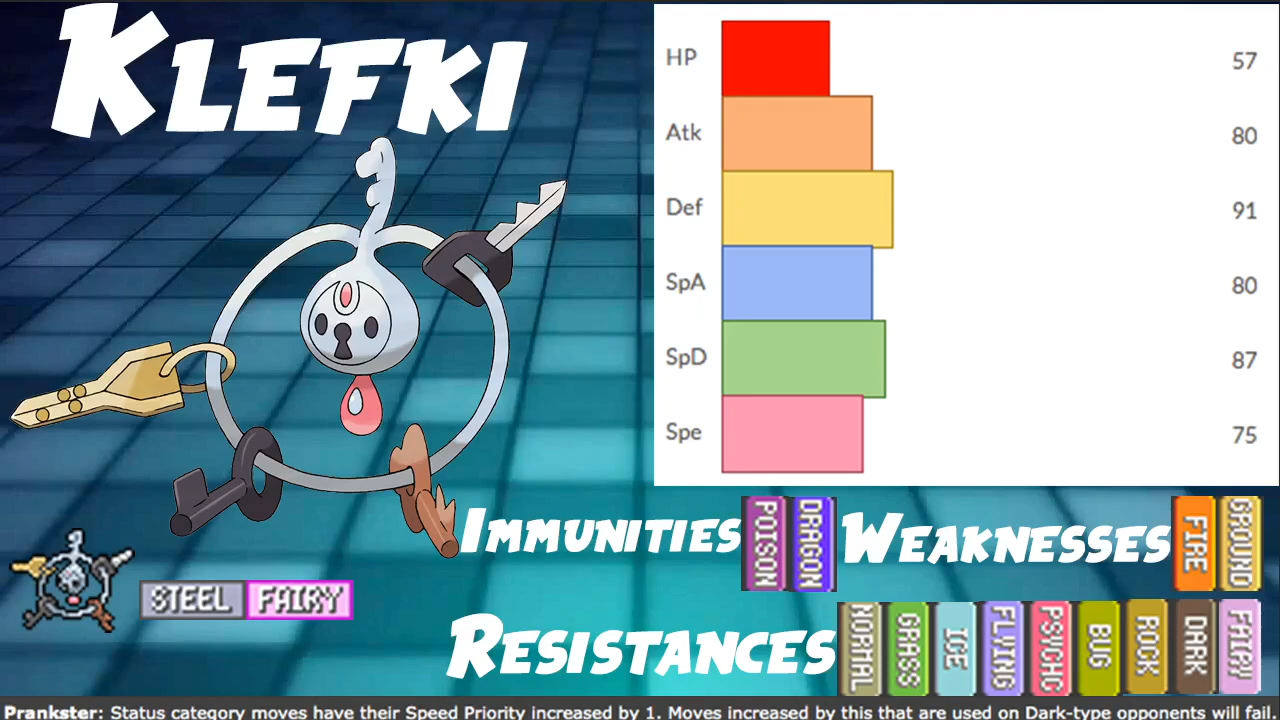 KLEFKI
HP 57
Atk 80
Def 91
SpA 80
SpD 87
Spe 75
IMMUNITIES POISON DRAGON WEAKNESSES FIRE GROUND
STEEL FAIRY
RESISTANCES NORMAL GRASS ICE FLYING PSYCHC BUG ROCK DARK FAIRY
Prankster: Status category moves have their Speed Priority increased by 1. Moves increased by this that are used on Dark-type opponents will fail.